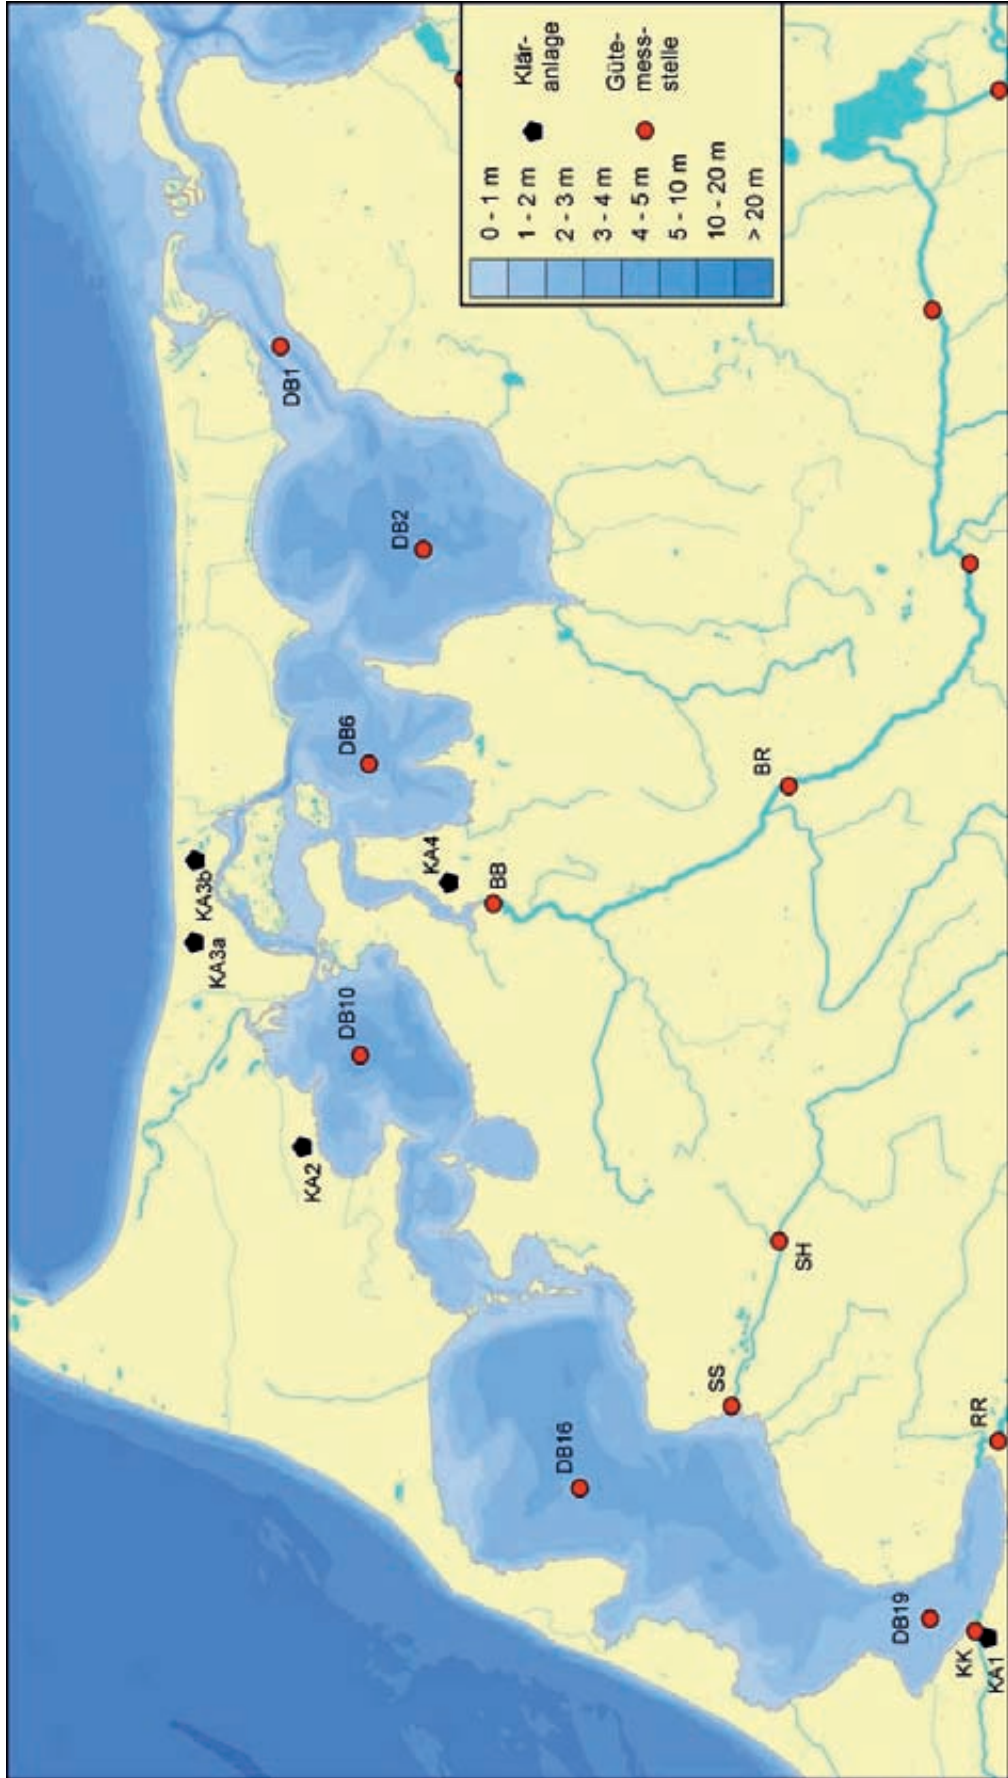 0 - 1 m
1 - 2 m
2 - 3 m
3 - 4 m
4 - 5 m
5 - 10 m
10 - 20 m
> 20 m
Klär-
anlage
Güte-
mess-
stelle
DB1
DB2
DB6
KA3b
KA3a
KA4
BB
BR
DB10
KA2
SH
SS
DB16
RR
DB19
KK
KA1